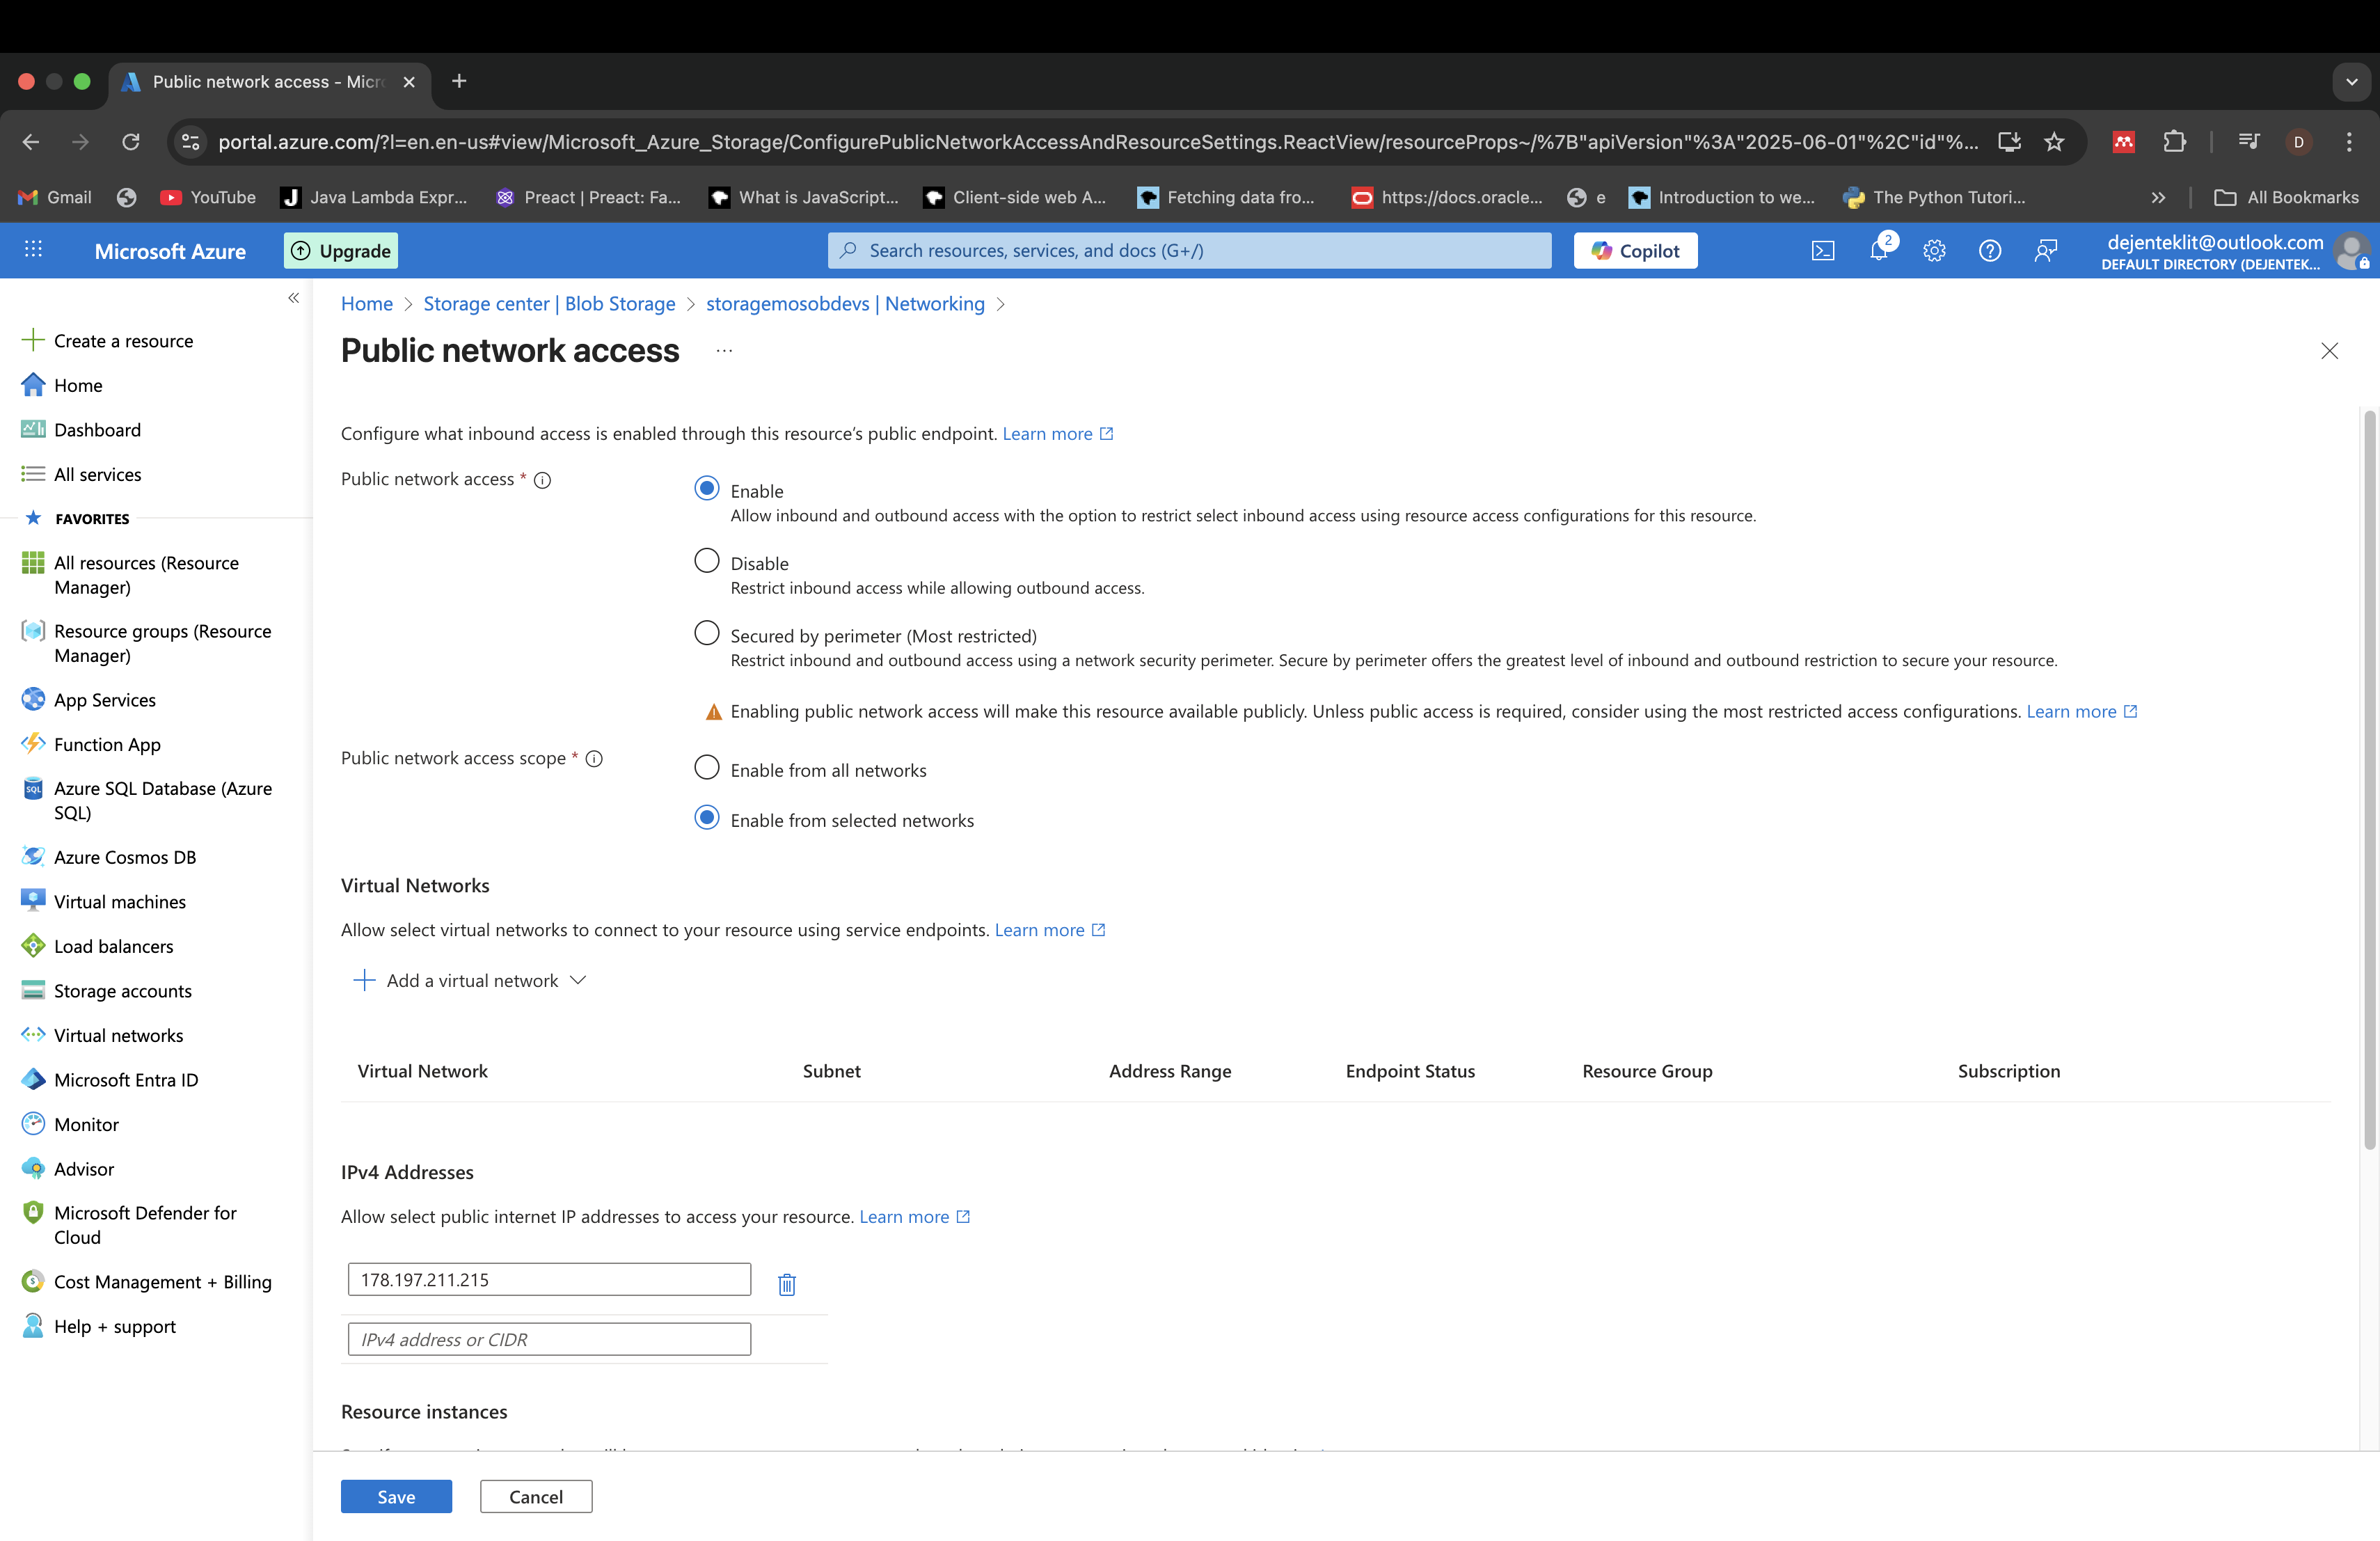 Public network access - Micr
portal.azure.com/?l=en.en-us#view/Microsoft_Azure_Storage/ConfigurePublicNetworkAccessAndResourceSettings.ReactView/resourceProps~/%7B"apiVersion"%3A"2025-06-01"%2C"id"%...
D
Gmail
YouTube
Java Lambda Expr...
Preact | Preact: Fa...
What is JavaScript...
Client-side web A...
Fetching data fro...
https://docs.oracle...
e
Introduction to we...
The Python Tutori...
All Bookmarks
Microsoft Azure
Upgrade
Search resources, services, and docs (G+/)
Copilot
2
dejenteklit@outlook.com
DEFAULT DIRECTORY (DEJENTEK...
Create a resource
Home
Dashboard
All services
FAVORITES
All resources (Resource
Manager)
Resource groups (Resource
Manager)
App Services
Function App
Azure SQL Database (Azure
SQL)
Azure Cosmos DB
Virtual machines
Load balancers
Storage accounts
Virtual networks
Microsoft Entra ID
Monitor
Advisor
Microsoft Defender for
Cloud
Cost Management + Billing
Help + support
Home > Storage center | Blob Storage > storagemosobdevs | Networking >
Public network access ...
Configure what inbound access is enabled through this resource's public endpoint. Learn more
Public network access *
Enable
Allow inbound and outbound access with the option to restrict select inbound access using resource access configurations for this resource.
Disable
Restrict inbound access while allowing outbound access.
Secured by perimeter (Most restricted)
Restrict inbound and outbound access using a network security perimeter. Secure by perimeter offers the greatest level of inbound and outbound restriction to secure your resource.
Enabling public network access will make this resource available publicly. Unless public access is required, consider using the most restricted access configurations. Learn more
Public network access scope *
Enable from all networks
Enable from selected networks
Virtual Networks
Allow select virtual networks to connect to your resource using service endpoints. Learn more
Add a virtual network
Virtual Network Subnet Address Range Endpoint Status Resource Group Subscription
IPv4 Addresses
Allow select public internet IP addresses to access your resource. Learn more
178.197.211.215
IPv4 address or CIDR
Resource instances
Save
Cancel